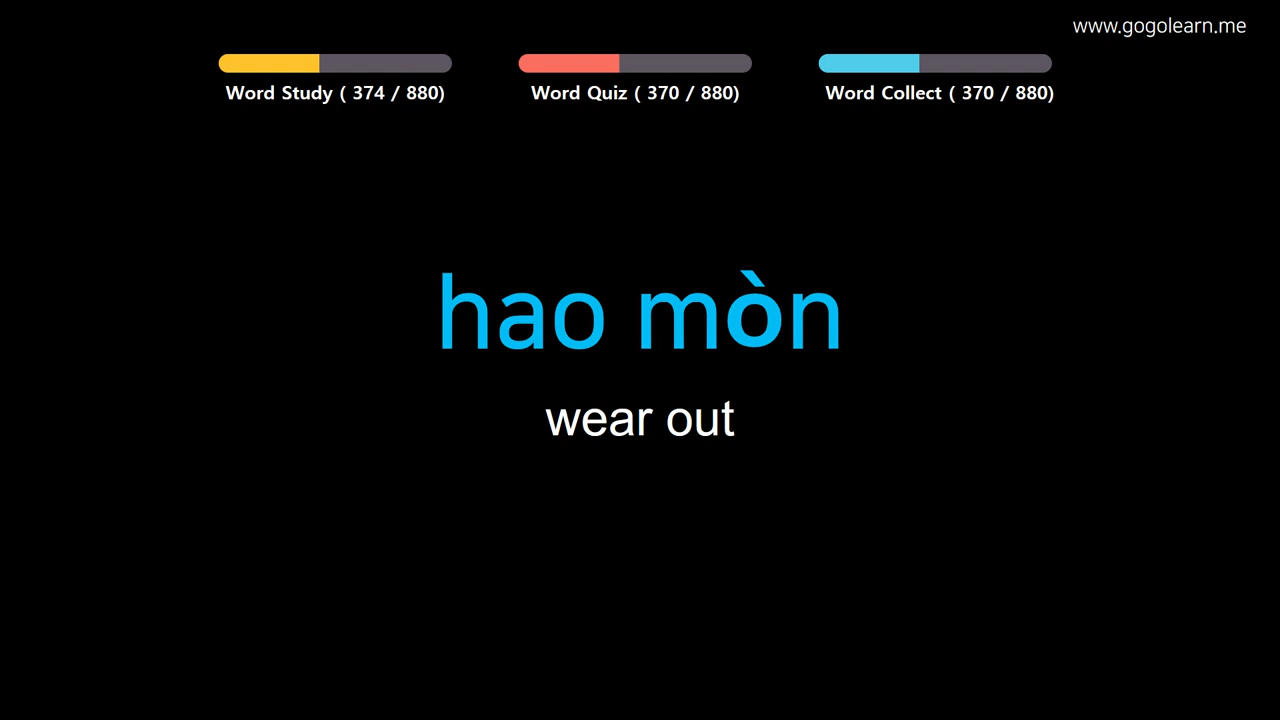 www.gogolearn.me
Word Study ( 374 / 880)
Word Quiz ( 370 / 880)
Word Collect ( 370 / 880)
hao mòn
wear out